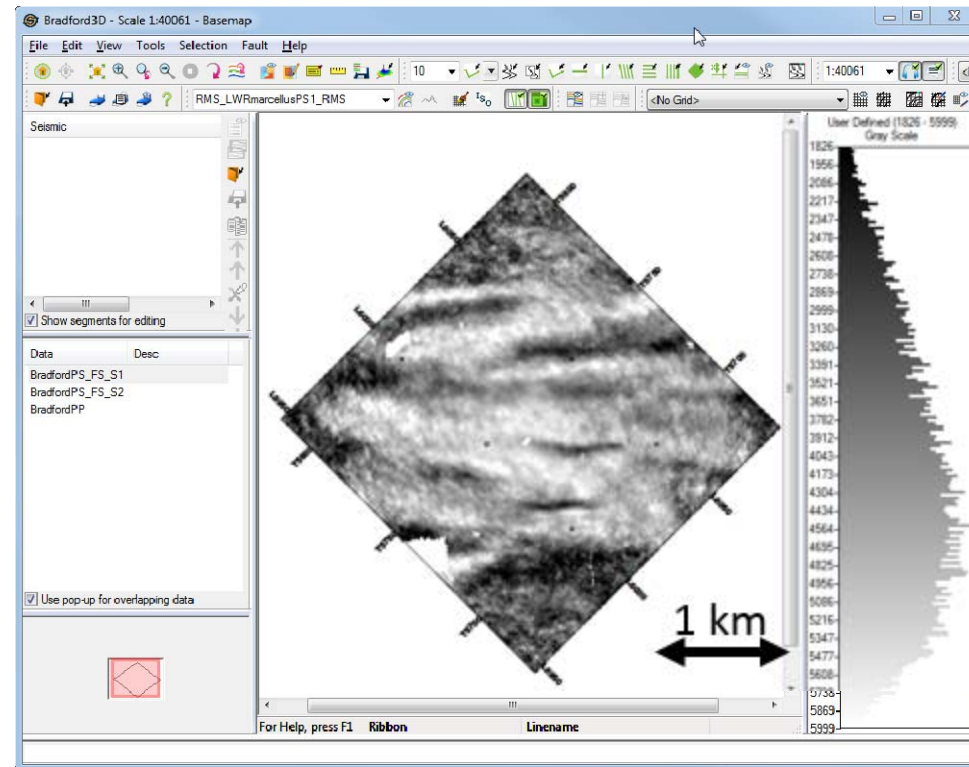 Bradford3D - Scale 1:40061 - Basemap
File Edit View Tools Selection Fault Help
10
1:40061
RMS_LWRmarcellusPS1_RMS
<No Grid>
Seismic
Show segments for editing
Data Desc
BradfordPS_FS_S1
BradfordPS_FS_S2
BradfordPP
Use pop-up for overlapping data
1 km
For Help, press F1 Ribbon Linename
User Defined (1826 - 5999)
Gray Scale
1826
1956
2086
2217
2347
2478
2608
2738
2869
2999
3130
3260
3391
3521
3651
3782
3912
4043
4173
4304
4434
4564
4695
4825
4956
5086
5216
5347
5477
5608
5738
5869
5999